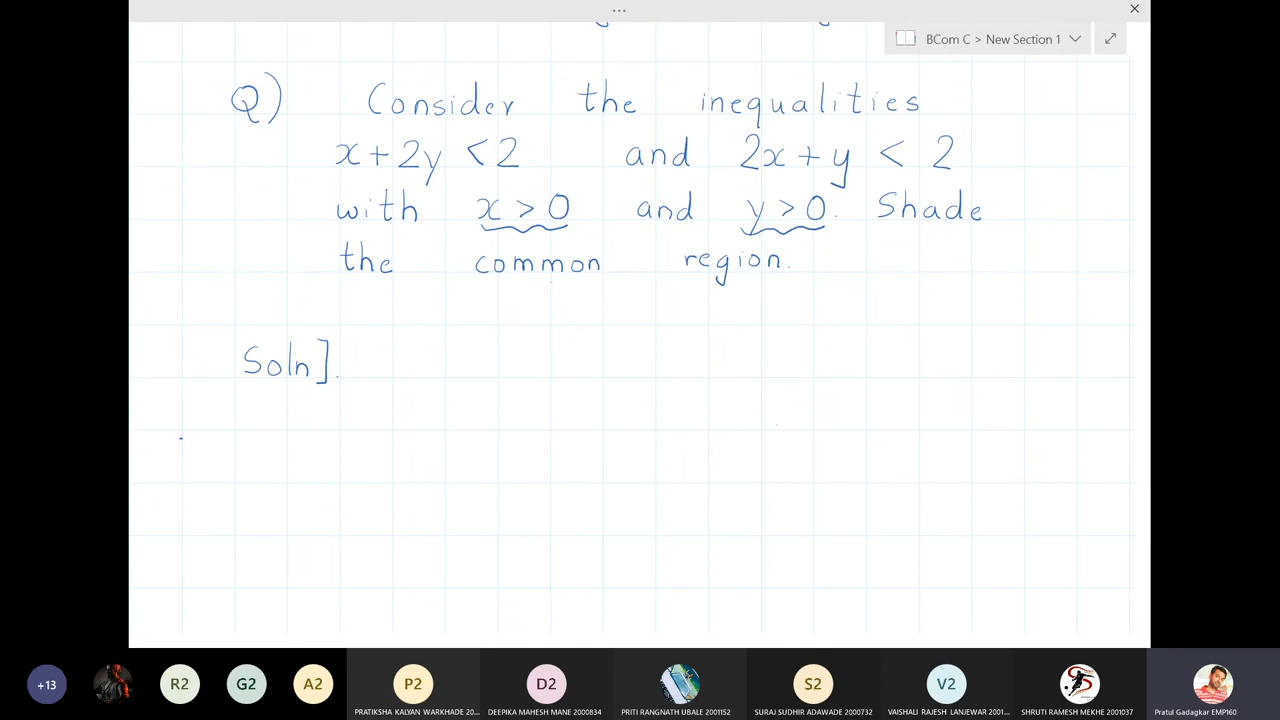 BCom C > New Section 1
Q) Consider the inequalities
x + 2y < 2 and 2x + y < 2
with x > 0 and y > 0. Shade
the common region.
Soln].
+13
R2
G2
A2
P2
D2
S2
V2
PRATIKSHA KALYAN WARKHADE 20...
DEEPIKA MAHESH MANE 2000834
PRITI RANGNATH UBALE 2001152
SURAJ SUDHIR ADAWADE 2000732
VAISHALI RAJESH LANJEWAR 2001...
SHRUTI RAMESH MEKHE 2001037
Pratul Gadagkar EMP160